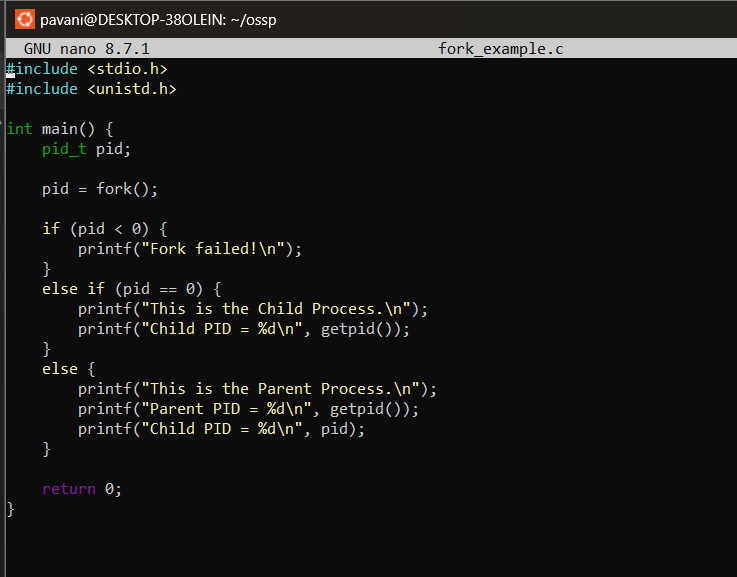 pavani@DESKTOP-38OLEIN: ~/ossp
GNU nano 8.7.1 fork_example.c
#include <stdio.h>
#include <unistd.h>

int main() {
    pid_t pid;

    pid = fork();

    if (pid < 0) {
        printf("Fork failed!\n");
    }
    else if (pid == 0) {
        printf("This is the Child Process.\n");
        printf("Child PID = %d\n", getpid());
    }
    else {
        printf("This is the Parent Process.\n");
        printf("Parent PID = %d\n", getpid());
        printf("Child PID = %d\n", pid);
    }

    return 0;
}